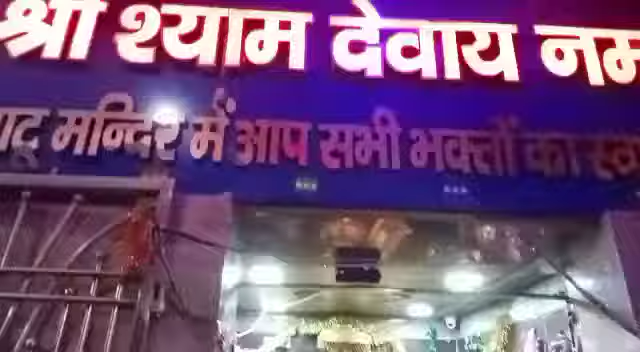 श्री श्याम देवाय नम
ाटू मन्दिर में आप सभी भक्तों का स्व